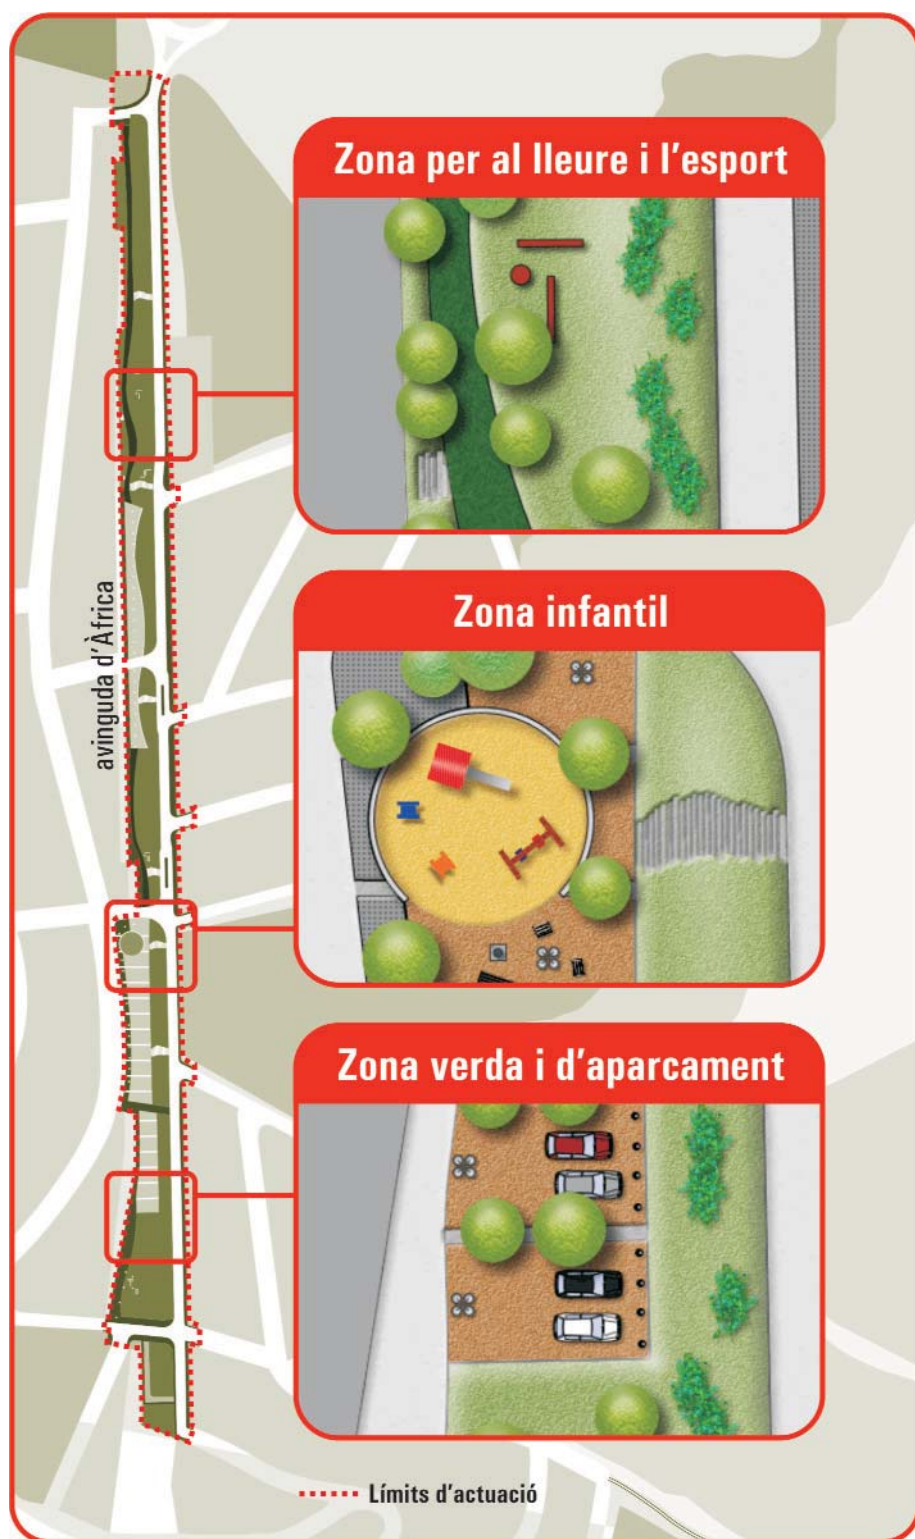 Zona per al lleure i l'esport
avinguda d'Àfrica
Zona infantil
Zona verda i d'aparcament
Límits d'actuació